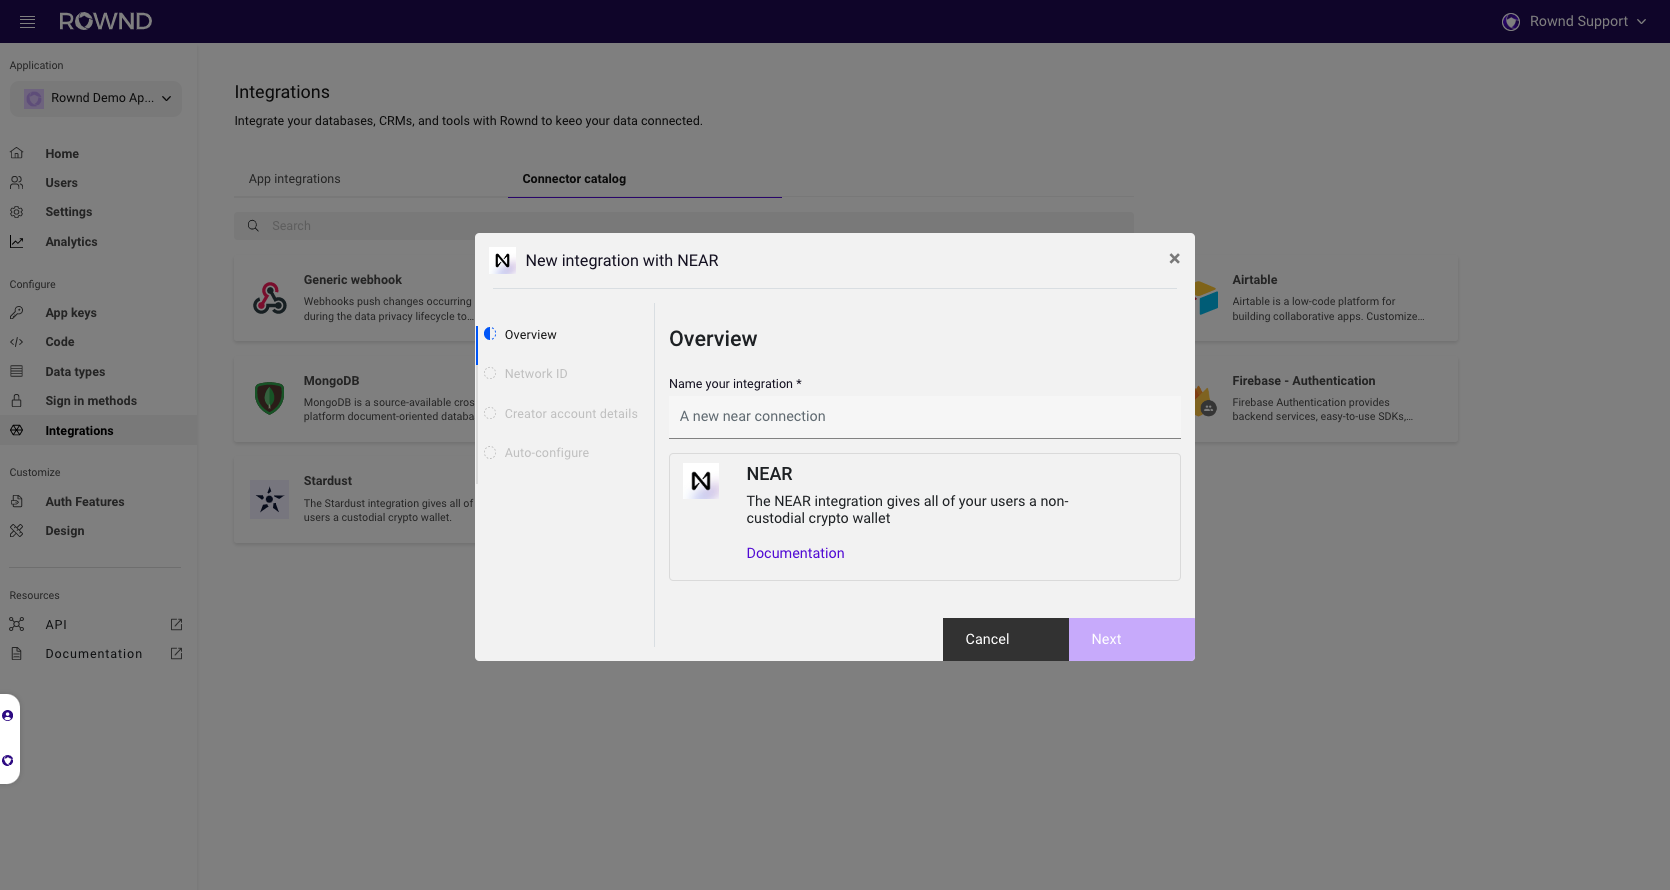 ROWND
Rownd Support
Application
Rownd Demo Ap...
Home
Users
Settings
Analytics
Configure
App keys
Code
Data types
Sign in methods
Integrations
Customize
Auth Features
Design
Resources
API
Documentation
Integrations
Integrate your databases, CRMs, and tools with Rownd to keeo your data connected.
App integrations
Connector catalog
Search
Generic webhook
Webhooks push changes occurring
during the data privacy lifecycle to...
MongoDB
MongoDB is a source-available cros
platform document-oriented databa
Stardust
The Stardust integration gives all of
users a custodial crypto wallet.
Airtable
Airtable is a low-code platform for
building collaborative apps. Customize...
Firebase - Authentication
Firebase Authentication provides
backend services, easy-to-use SDKs,...
New integration with NEAR
Overview
Network ID
Creator account details
Auto-configure
Overview
Name your integration *
A new near connection
NEAR
The NEAR integration gives all of your users a non-
custodial crypto wallet
Documentation
Cancel
Next